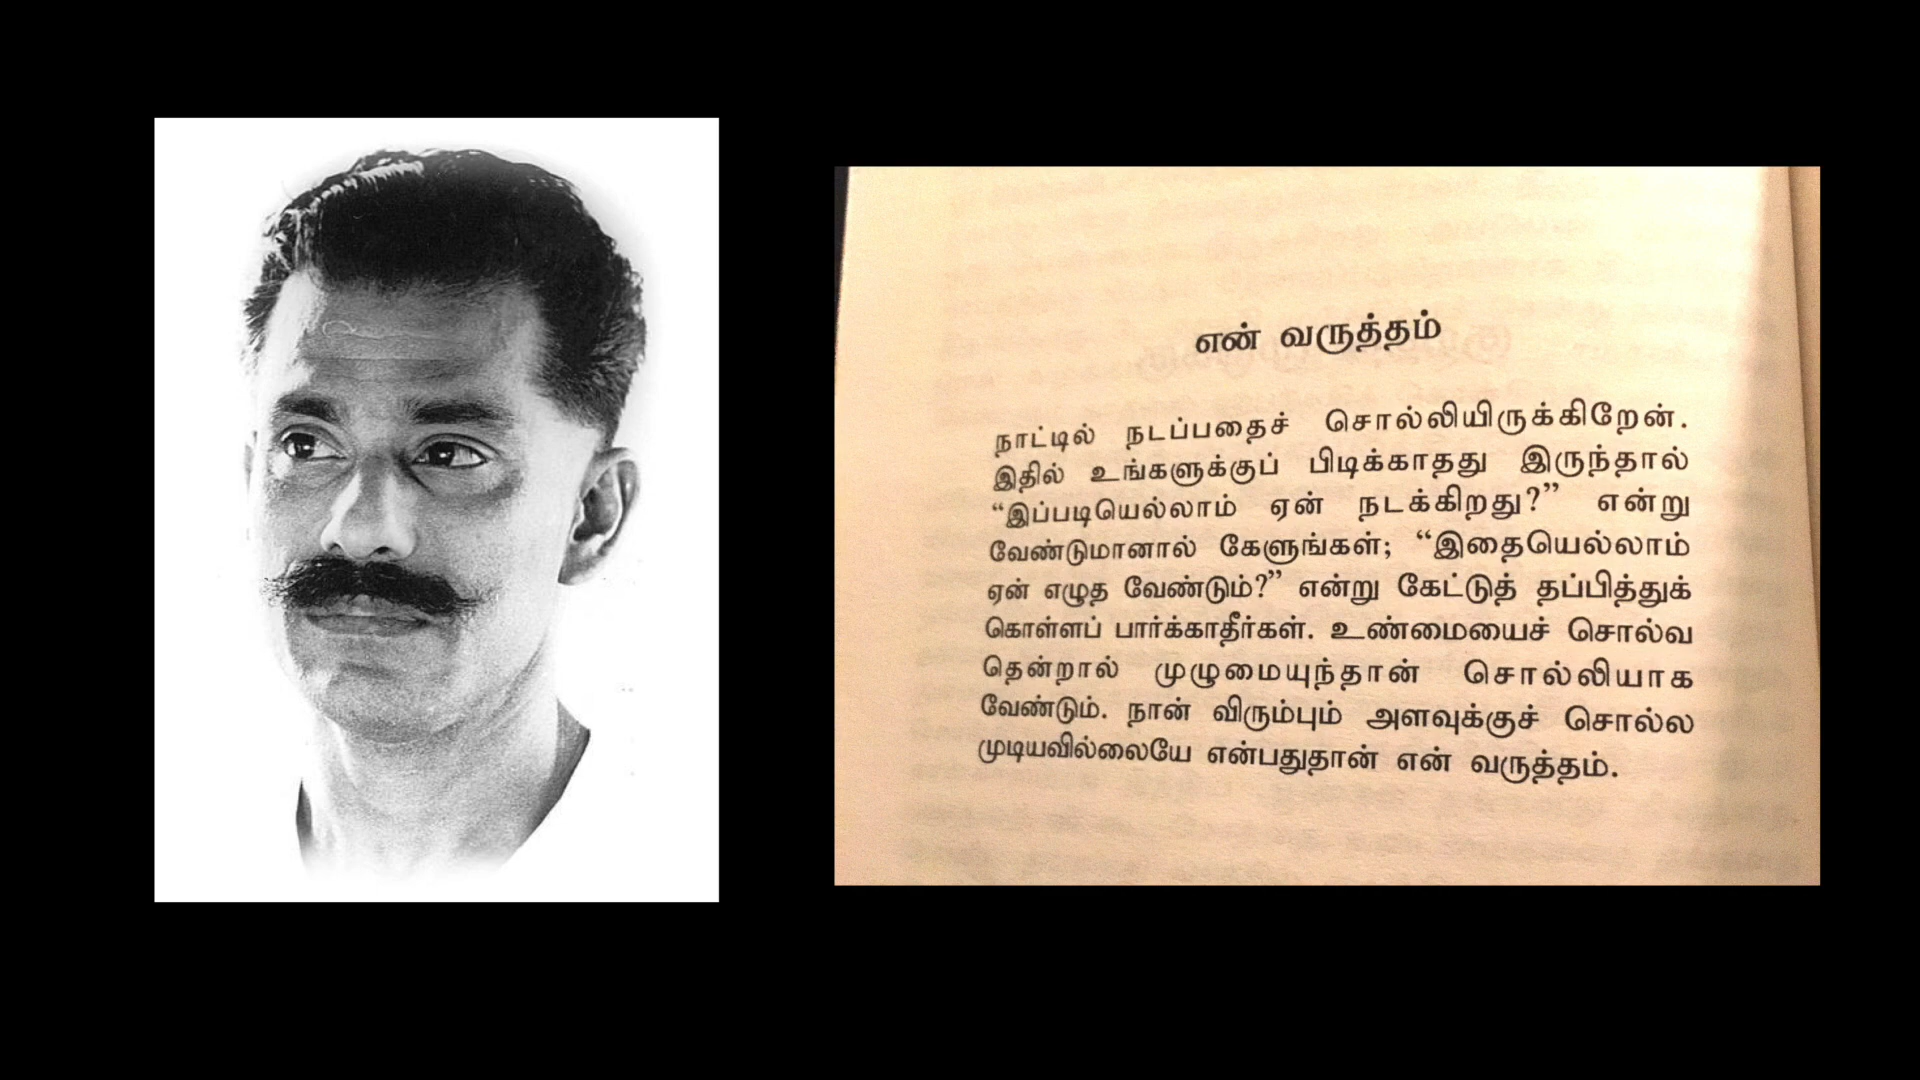 என் வருத்தம்
நாட்டில் நடப்பதைச் சொல்லியிருக்கிறேன்.
இதில் உங்களுக்குப் பிடிக்காதது இருந்தால்
“இப்படியெல்லாம் ஏன் நடக்கிறது?” என்று
வேண்டுமானால் கேளுங்கள்; “இதையெல்லாம்
ஏன் எழுத வேண்டும்?” என்று கேட்டுத் தப்பித்துக்
கொள்ளப் பார்க்காதீர்கள். உண்மையைச் சொல்வ
தென்றால் முழுமையுந்தான் சொல்லியாக
வேண்டும். நான் விரும்பும் அளவுக்குச் சொல்ல
முடியவில்லையே என்பதுதான் என் வருத்தம்.